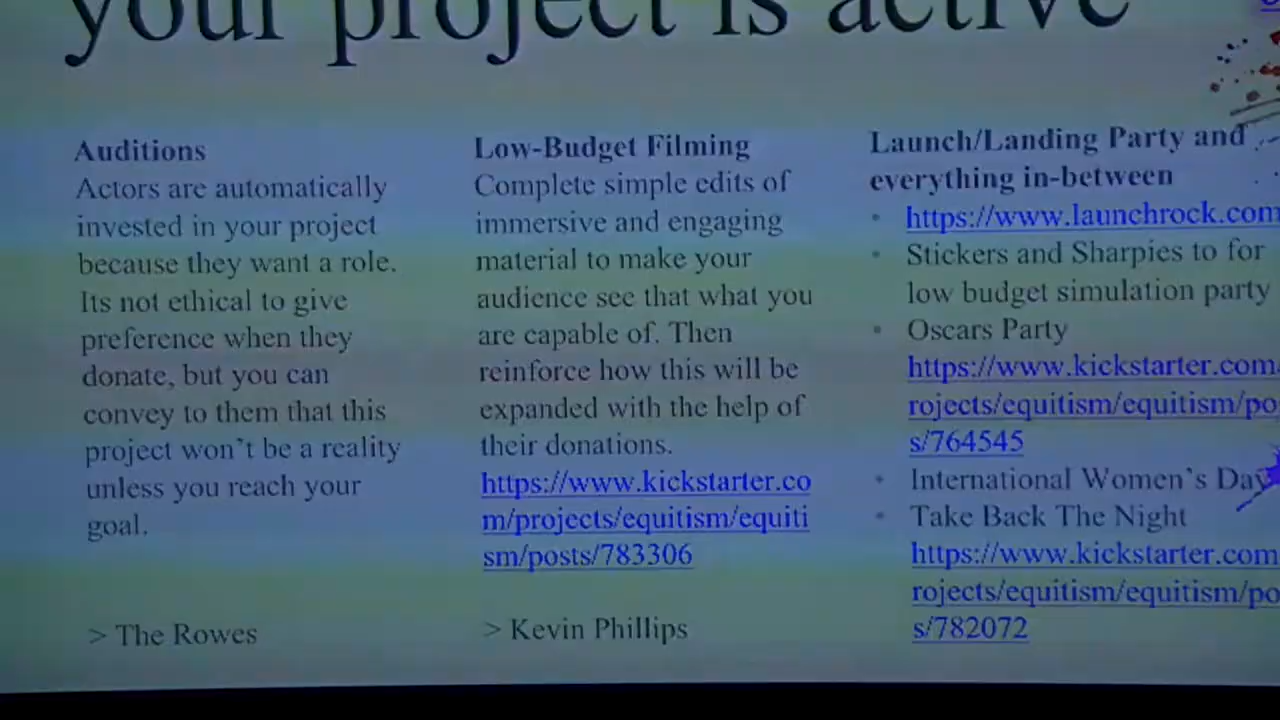 your project is active
Auditions
Actors are automatically
invested in your project
because they want a role.
Its not ethical to give
preference when they
donate, but you can
convey to them that this
project won't be a reality
unless you reach your
goal.
> The Rowes
Low-Budget Filming
Complete simple edits of
immersive and engaging
material to make your
audience see that what you
are capable of. Then
reinforce how this will be
expanded with the help of
their donations.
https://www.kickstarter.co
m/projects/equitism/equiti
sm/posts/783306
> Kevin Phillips
Launch/Landing Party and
everything in-between
• https://www.launchrock.com
• Stickers and Sharpies to for
low budget simulation party
• Oscars Party
https://www.kickstarter.com
rojects/equitism/equitism/po
s/764545
• International Women's Day
• Take Back The Night
https://www.kickstarter.com
rojects/equitism/equitism/po
s/782072